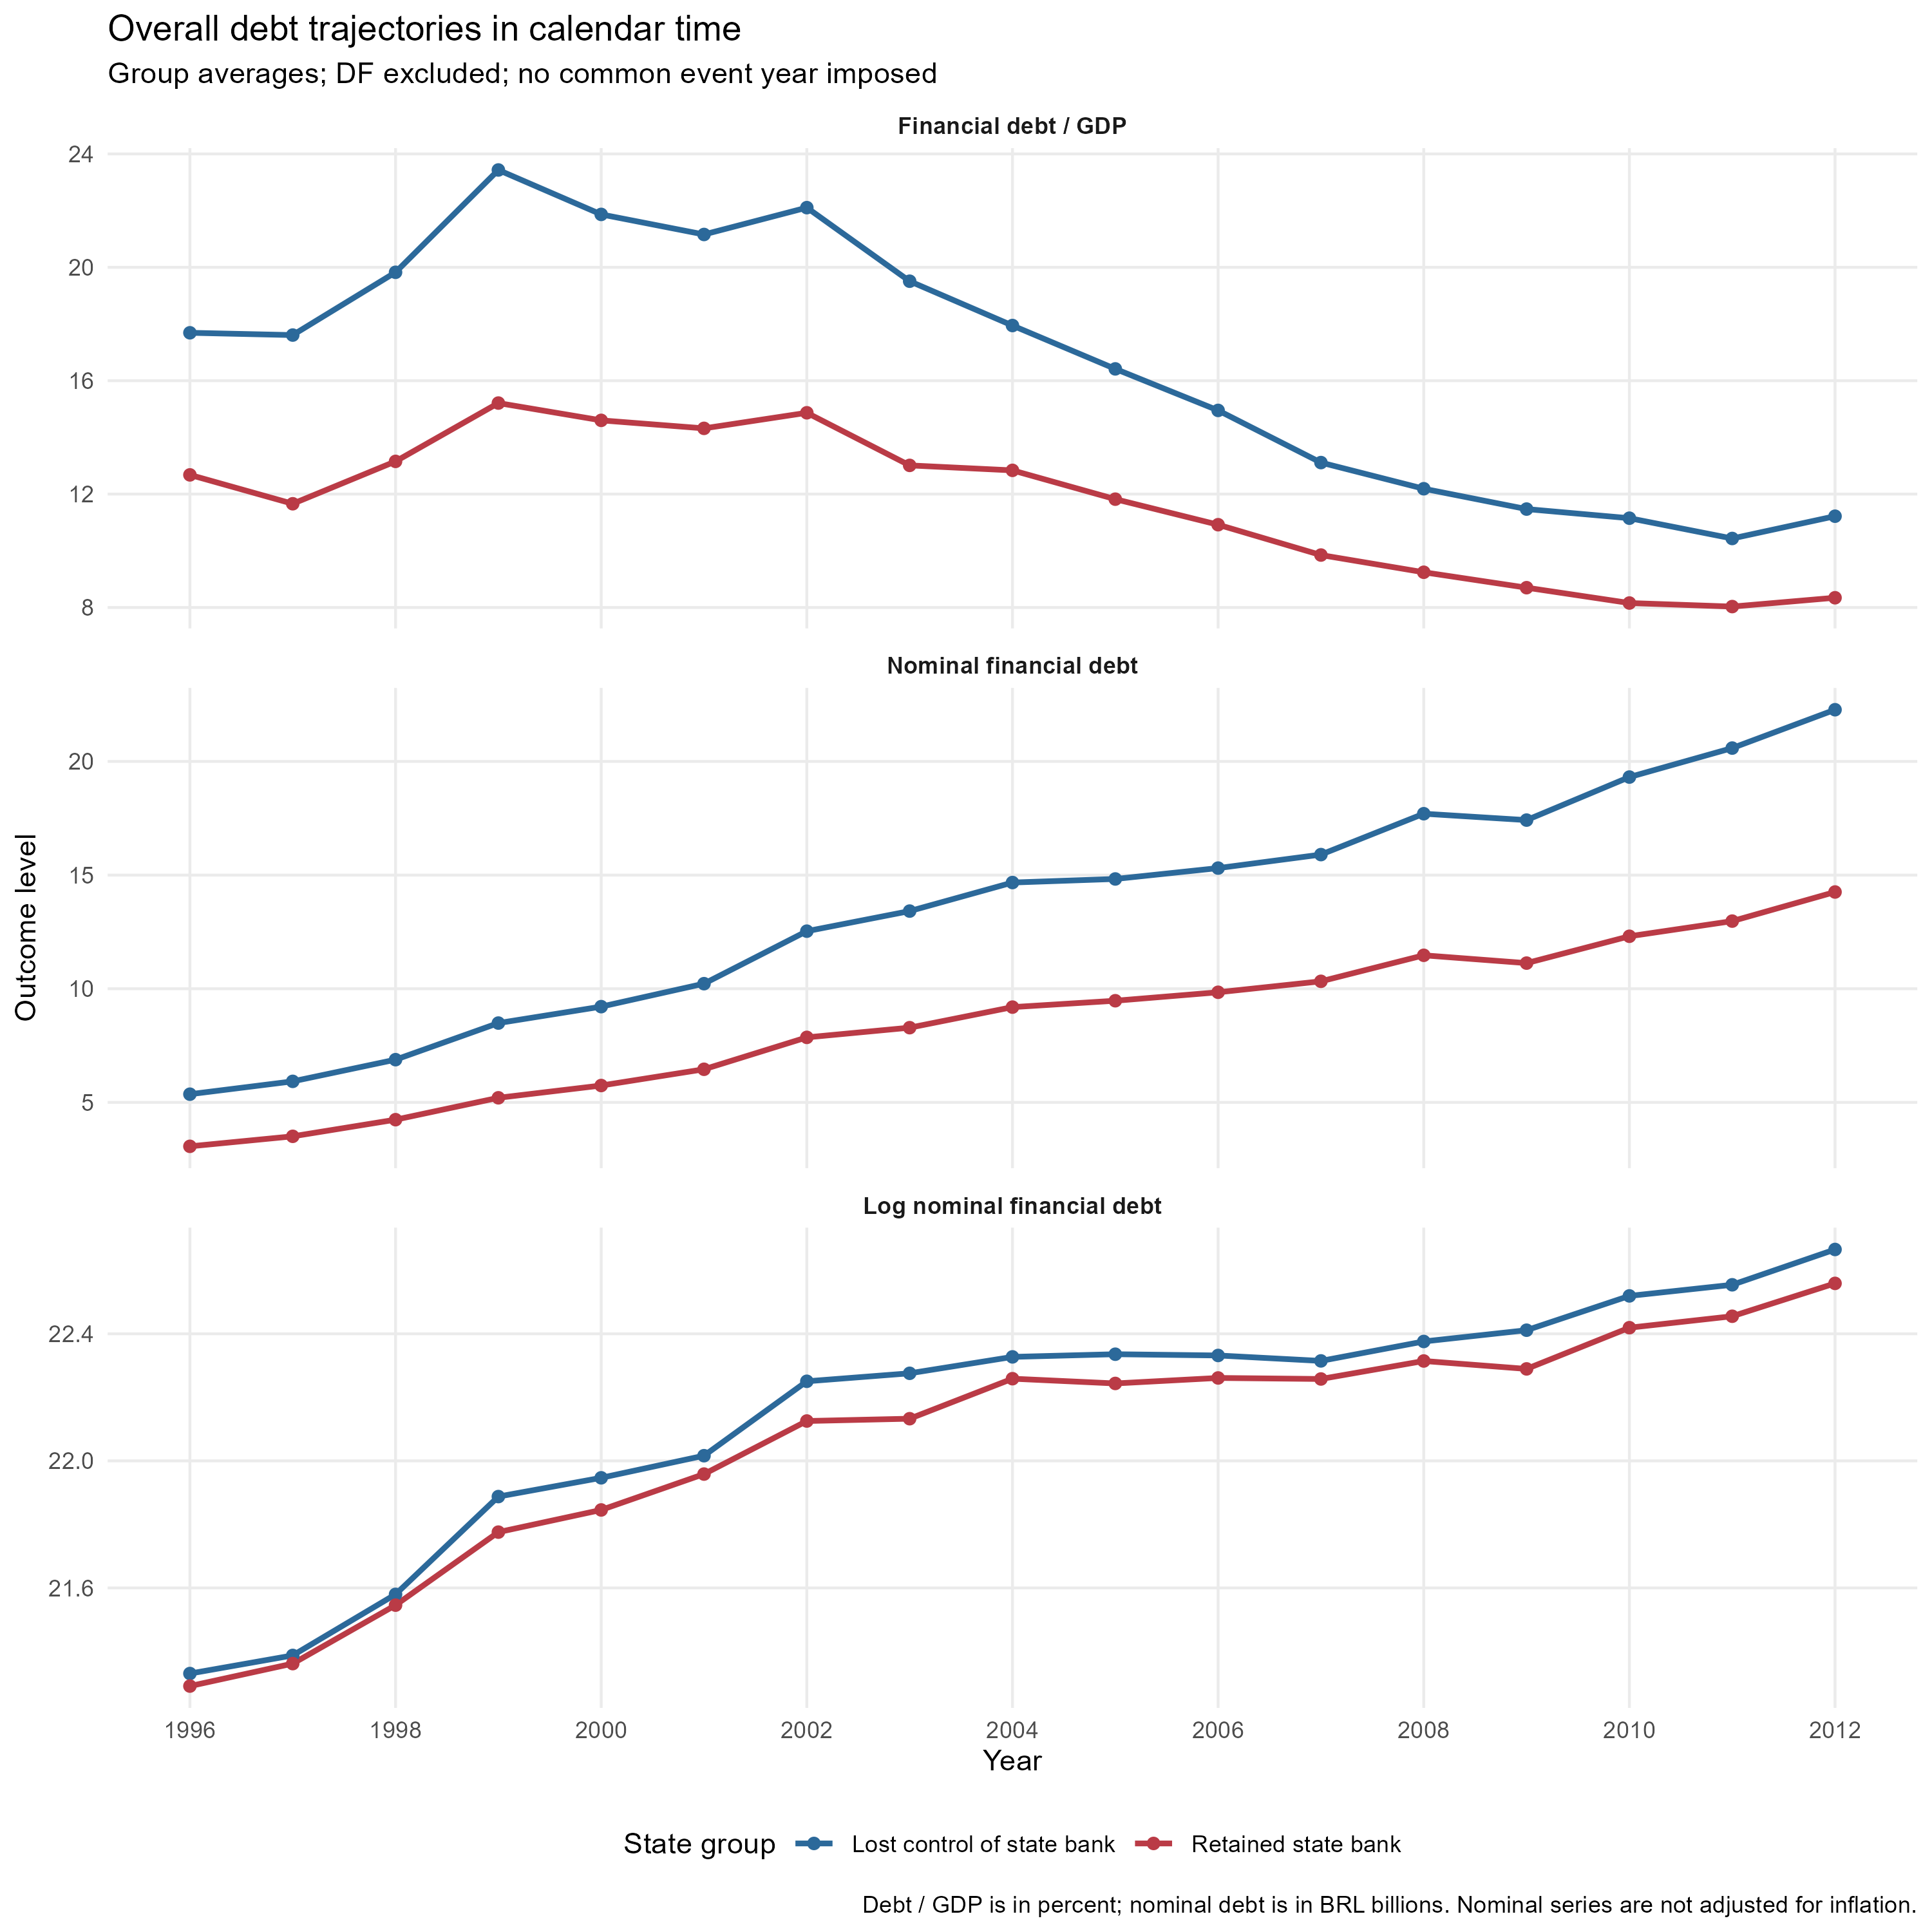 Overall debt trajectories in calendar time
Group averages; DF excluded; no common event year imposed
Financial debt / GDP
24
20
16
12
8
Nominal financial debt
20
15
10
5
Outcome level
Log nominal financial debt
22.4
22.0
21.6
1996 1998 2000 2002 2004 2006 2008 2010 2012
Year
State group Lost control of state bank Retained state bank
Debt / GDP is in percent; nominal debt is in BRL billions. Nominal series are not adjusted for inflation.